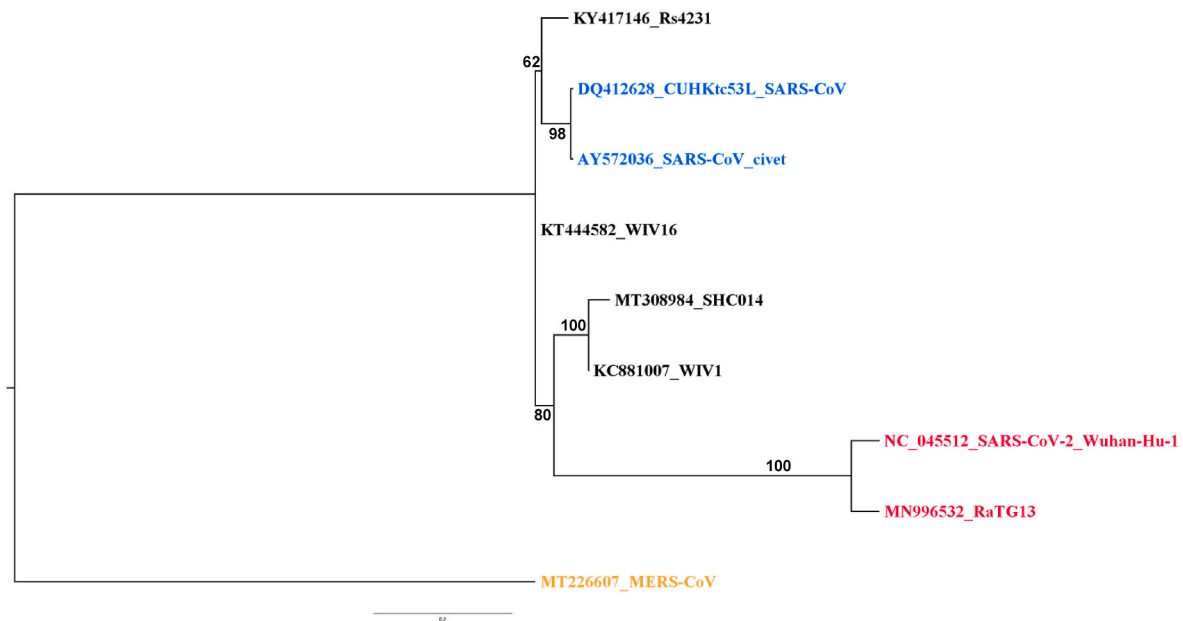 KY417146_Rs4231
62
DQ412628_CUHKtc53L_SARS-CoV
98
AY572036_SARS-CoV_civet
KT444582_WIV16
MT308984_SHC014
100
KC881007_WIV1
80
NC_045512_SARS-CoV-2_Wuhan-Hu-1
100
MN996532_RaTG13
MT226607_MERS-CoV